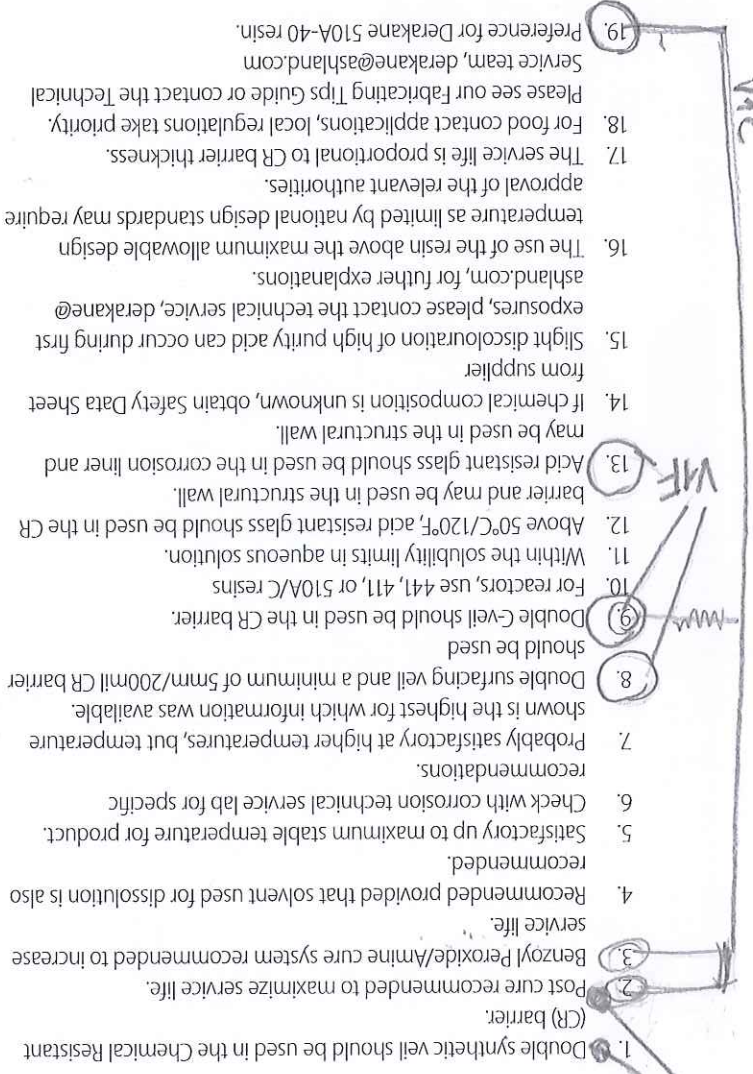 1. Double synthetic veil should be used in the Chemical Resistant
(CR) barrier.
2. Post cure recommended to maximize service life.
3. Benzoyl Peroxide/Amine cure system recommended to increase
service life.
4. Recommended provided that solvent used for dissolution is also
recommended.
5. Satisfactory up to maximum stable temperature for product.
6. Check with corrosion technical service lab for specific
recommendations.
7. Probably satisfactory at higher temperatures, but temperature
shown is the highest for which information was available.
8. Double surfacing veil and a minimum of 5mm/200mil CR barrier
should be used
9. Double C-veil should be used in the CR barrier.
10. For reactors, use 441, 411, or 510A/C resins
11. Within the solubility limits in aqueous solution.
12. Above 50°C/120°F, acid resistant glass should be used in the CR
barrier and may be used in the structural wall.
13. Acid resistant glass should be used in the corrosion liner and
may be used in the structural wall.
14. If chemical composition is unknown, obtain Safety Data Sheet
from supplier
15. Slight discolouration of high purity acid can occur during first
exposures, please contact the technical service, derakane@
ashland.com, for futher explanations.
16. The use of the resin above the maximum allowable design
temperature as limited by national design standards may require
approval of the relevant authorities.
17. The service life is proportional to CR barrier thickness.
18. For food contact applications, local regulations take priority.
Please see our Fabricating Tips Guide or contact the Technical
Service team, derakane@ashland.com
19. Preference for Derakane 510A-40 resin.
V1F
V1C